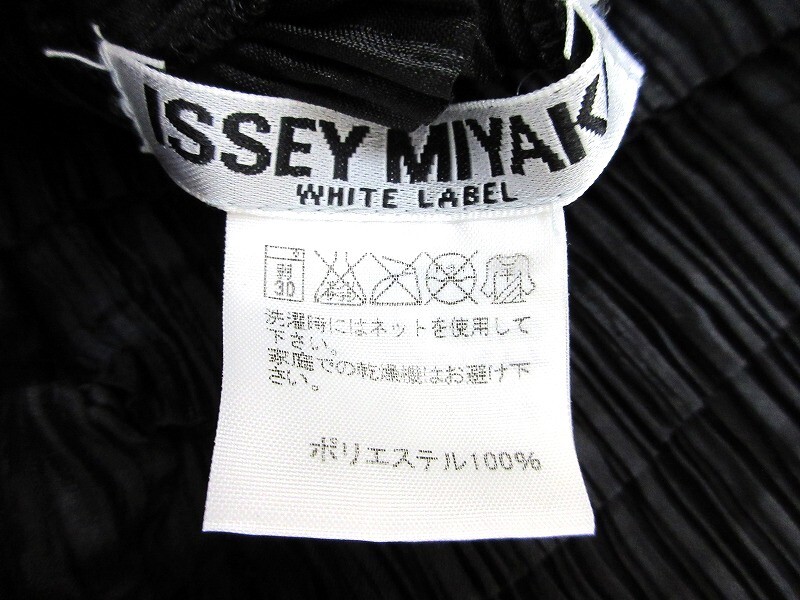 ISSEY MIYAK
WHITE LABEL
弱
30
洗濯時にはネットを使用して
下さい。
家庭での乾燥機はお避け下
さい。
ポリエステル100%